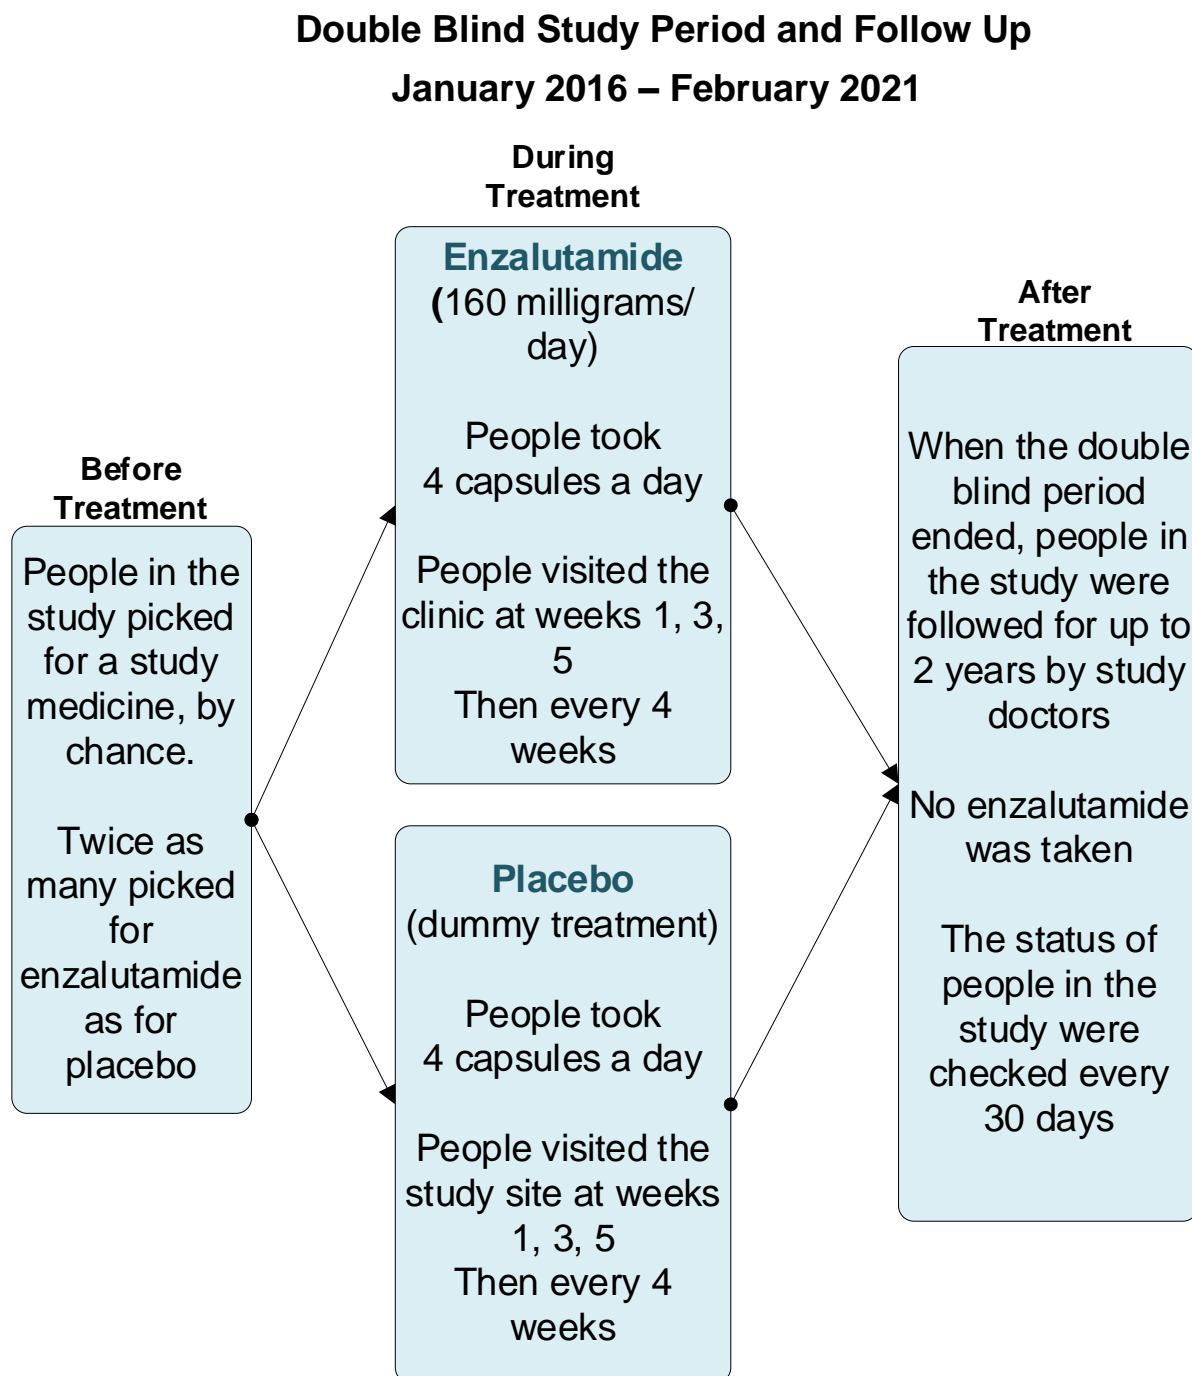 Double Blind Study Period and Follow Up
January 2016 – February 2021
Before
Treatment
People in the
study picked
for a study
medicine, by
chance.
Twice as
many picked
for
enzalutamide
as for
placebo
During
Treatment
Enzalutamide
(160 milligrams/
day)
People took
4 capsules a day
People visited the
clinic at weeks 1, 3,
5
Then every 4
weeks
Placebo
(dummy treatment)
People took
4 capsules a day
People visited the
study site at weeks
1, 3, 5
Then every 4
weeks
After
Treatment
When the double
blind period
ended, people in
the study were
followed for up to
2 years by study
doctors
No enzalutamide
was taken
The status of
people in the
study were
checked every
30 days